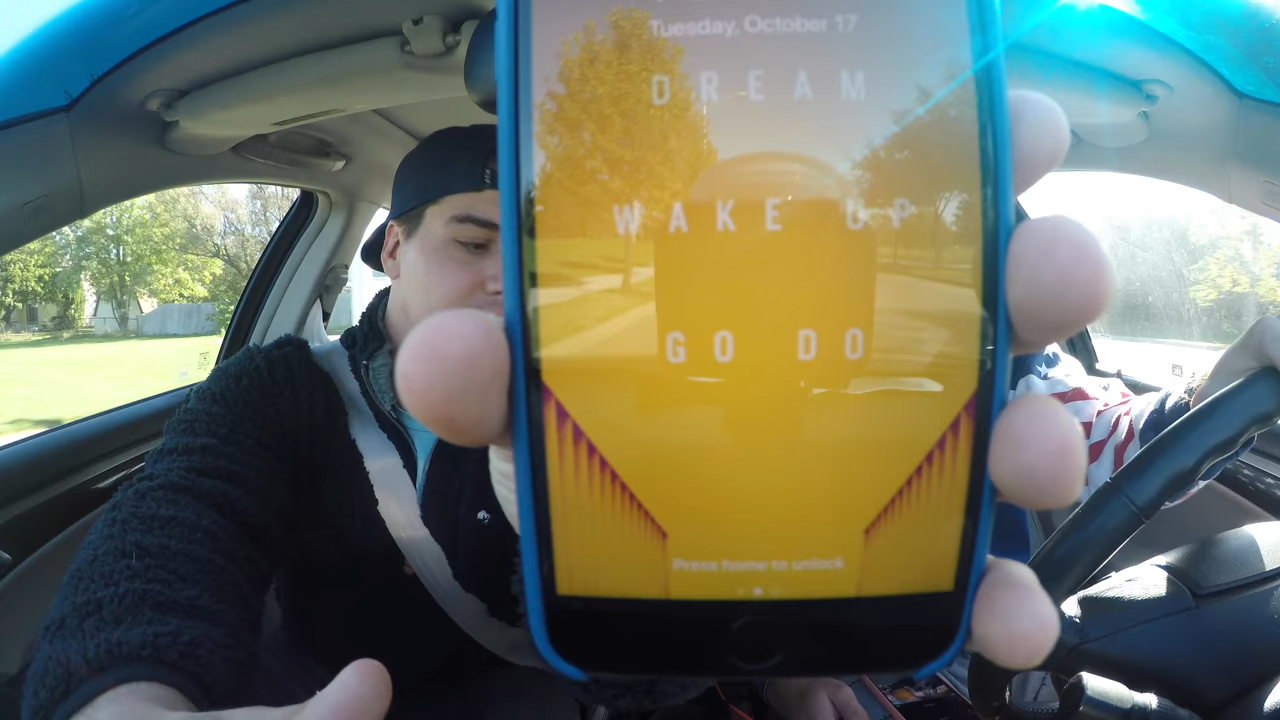 Tuesday, October 17
DREAM
WAKE UP
GO DO
Press home to unlock